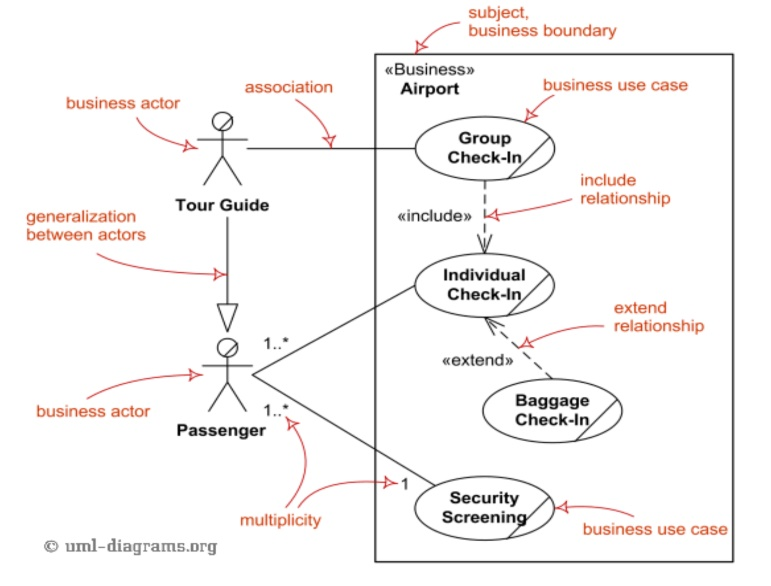 subject,
business boundary
«Business»
Airport
business use case
association
business actor
Group
Check-In
Tour Guide
include
relationship
«include»
generalization
between actors
Individual
Check-In
extend
relationship
1..*
«extend»
business actor
1..*
Baggage
Check-In
Passenger
1
Security
Screening
multiplicity
business use case
© uml-diagrams.org